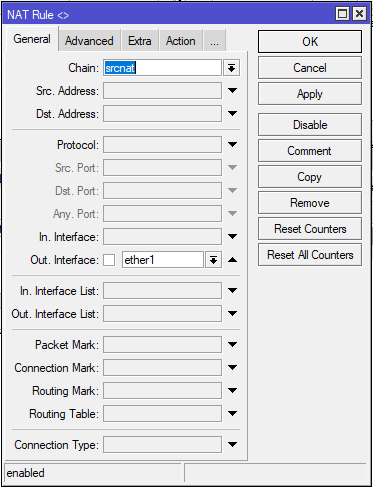 NAT Rule <>
General Advanced Extra Action ...
OK
Chain: srcnat
Cancel
Src. Address:
Apply
Dst. Address:
Disable
Protocol:
Comment
Src. Port:
Copy
Dst. Port:
Remove
Any. Port:
Reset Counters
In. Interface:
Reset All Counters
Out. Interface: ether1
In. Interface List:
Out. Interface List:
Packet Mark:
Connection Mark:
Routing Mark:
Routing Table:
Connection Type:
enabled